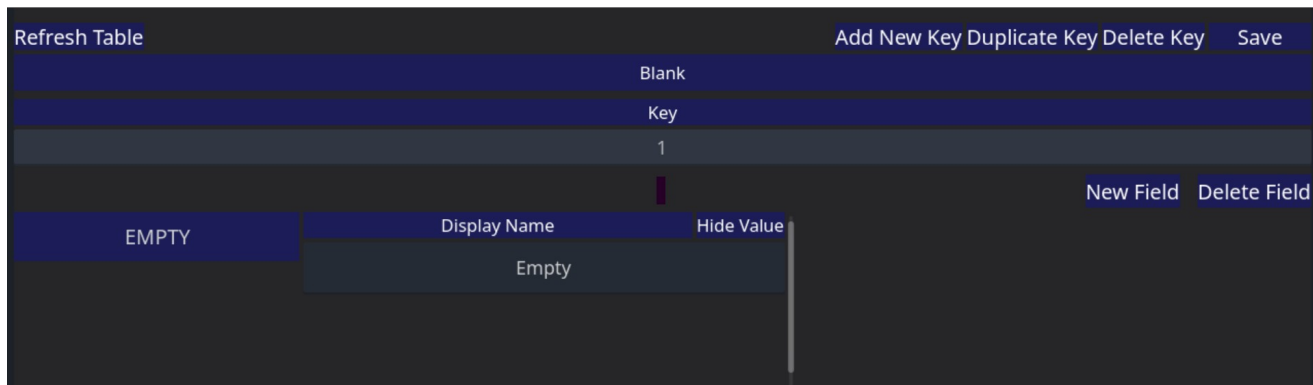 Refresh Table Add New Key Duplicate Key Delete Key Save
Blank
Key
1
New Field Delete Field
EMPTY Display Name Hide Value
Empty